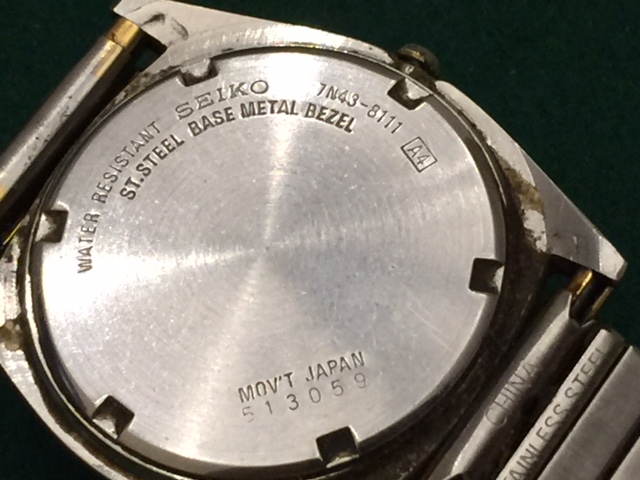 WATER RESISTANT SEIKO 7N43-8111 A4
ST.STEEL BASE METAL BEZEL
MOV'T JAPAN
513059
CHINA
STAINLESS STEEL